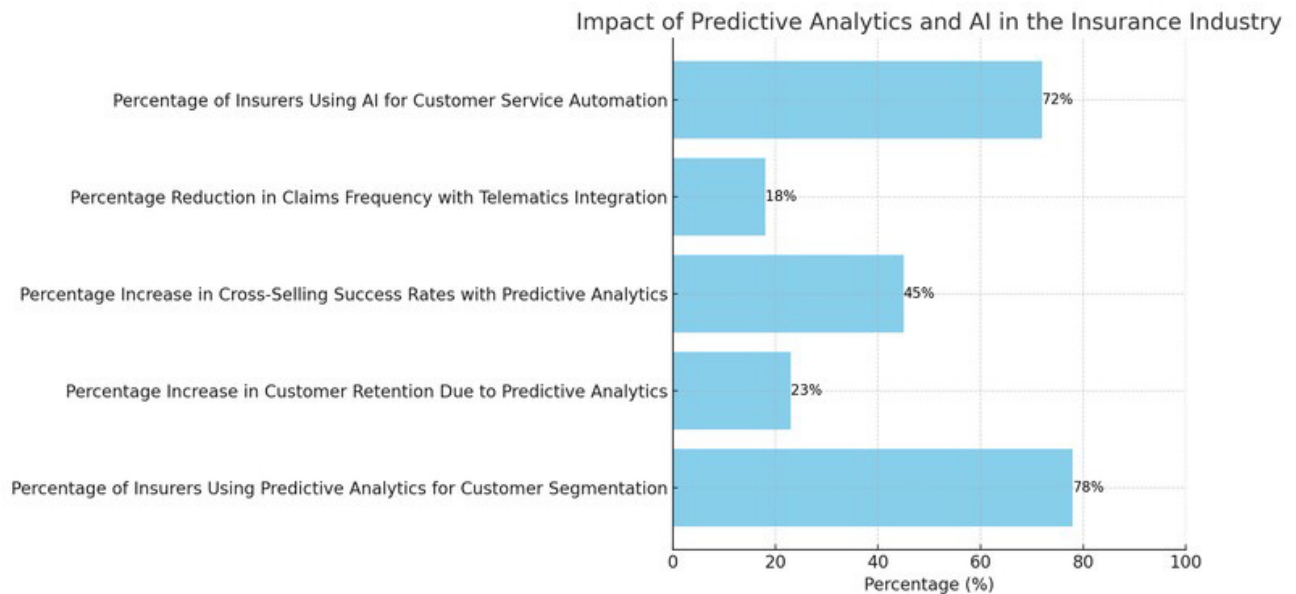 Impact of Predictive Analytics and AI in the Insurance Industry
Percentage of Insurers Using AI for Customer Service Automation
72%
Percentage Reduction in Claims Frequency with Telematics Integration
18%
Percentage Increase in Cross-Selling Success Rates with Predictive Analytics
45%
Percentage Increase in Customer Retention Due to Predictive Analytics
23%
Percentage of Insurers Using Predictive Analytics for Customer Segmentation
78%
0 20 40 60 80 100
Percentage (%)